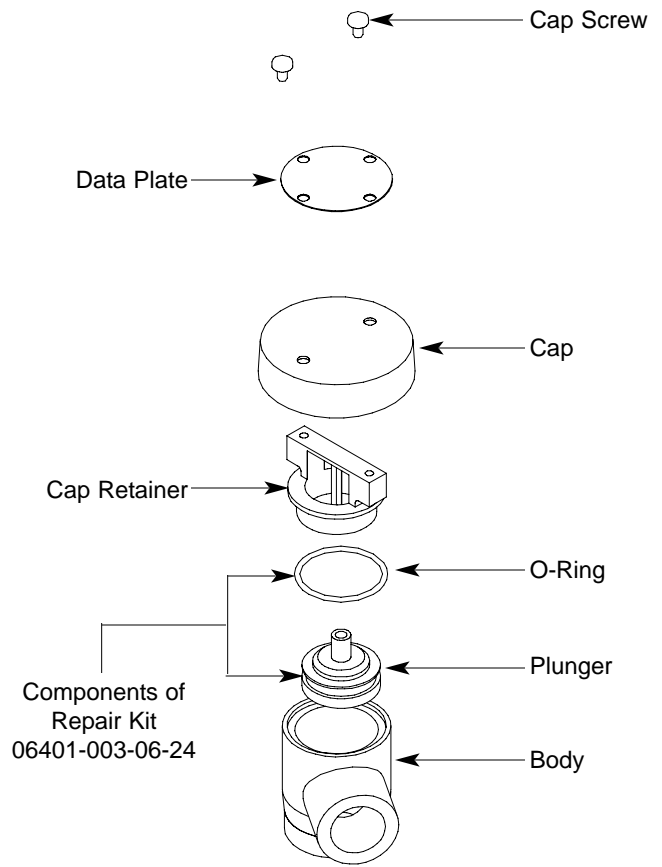 Cap Screw
Data Plate
Cap
Cap Retainer
O-Ring
Plunger
Components of
Repair Kit
06401-003-06-24
Body